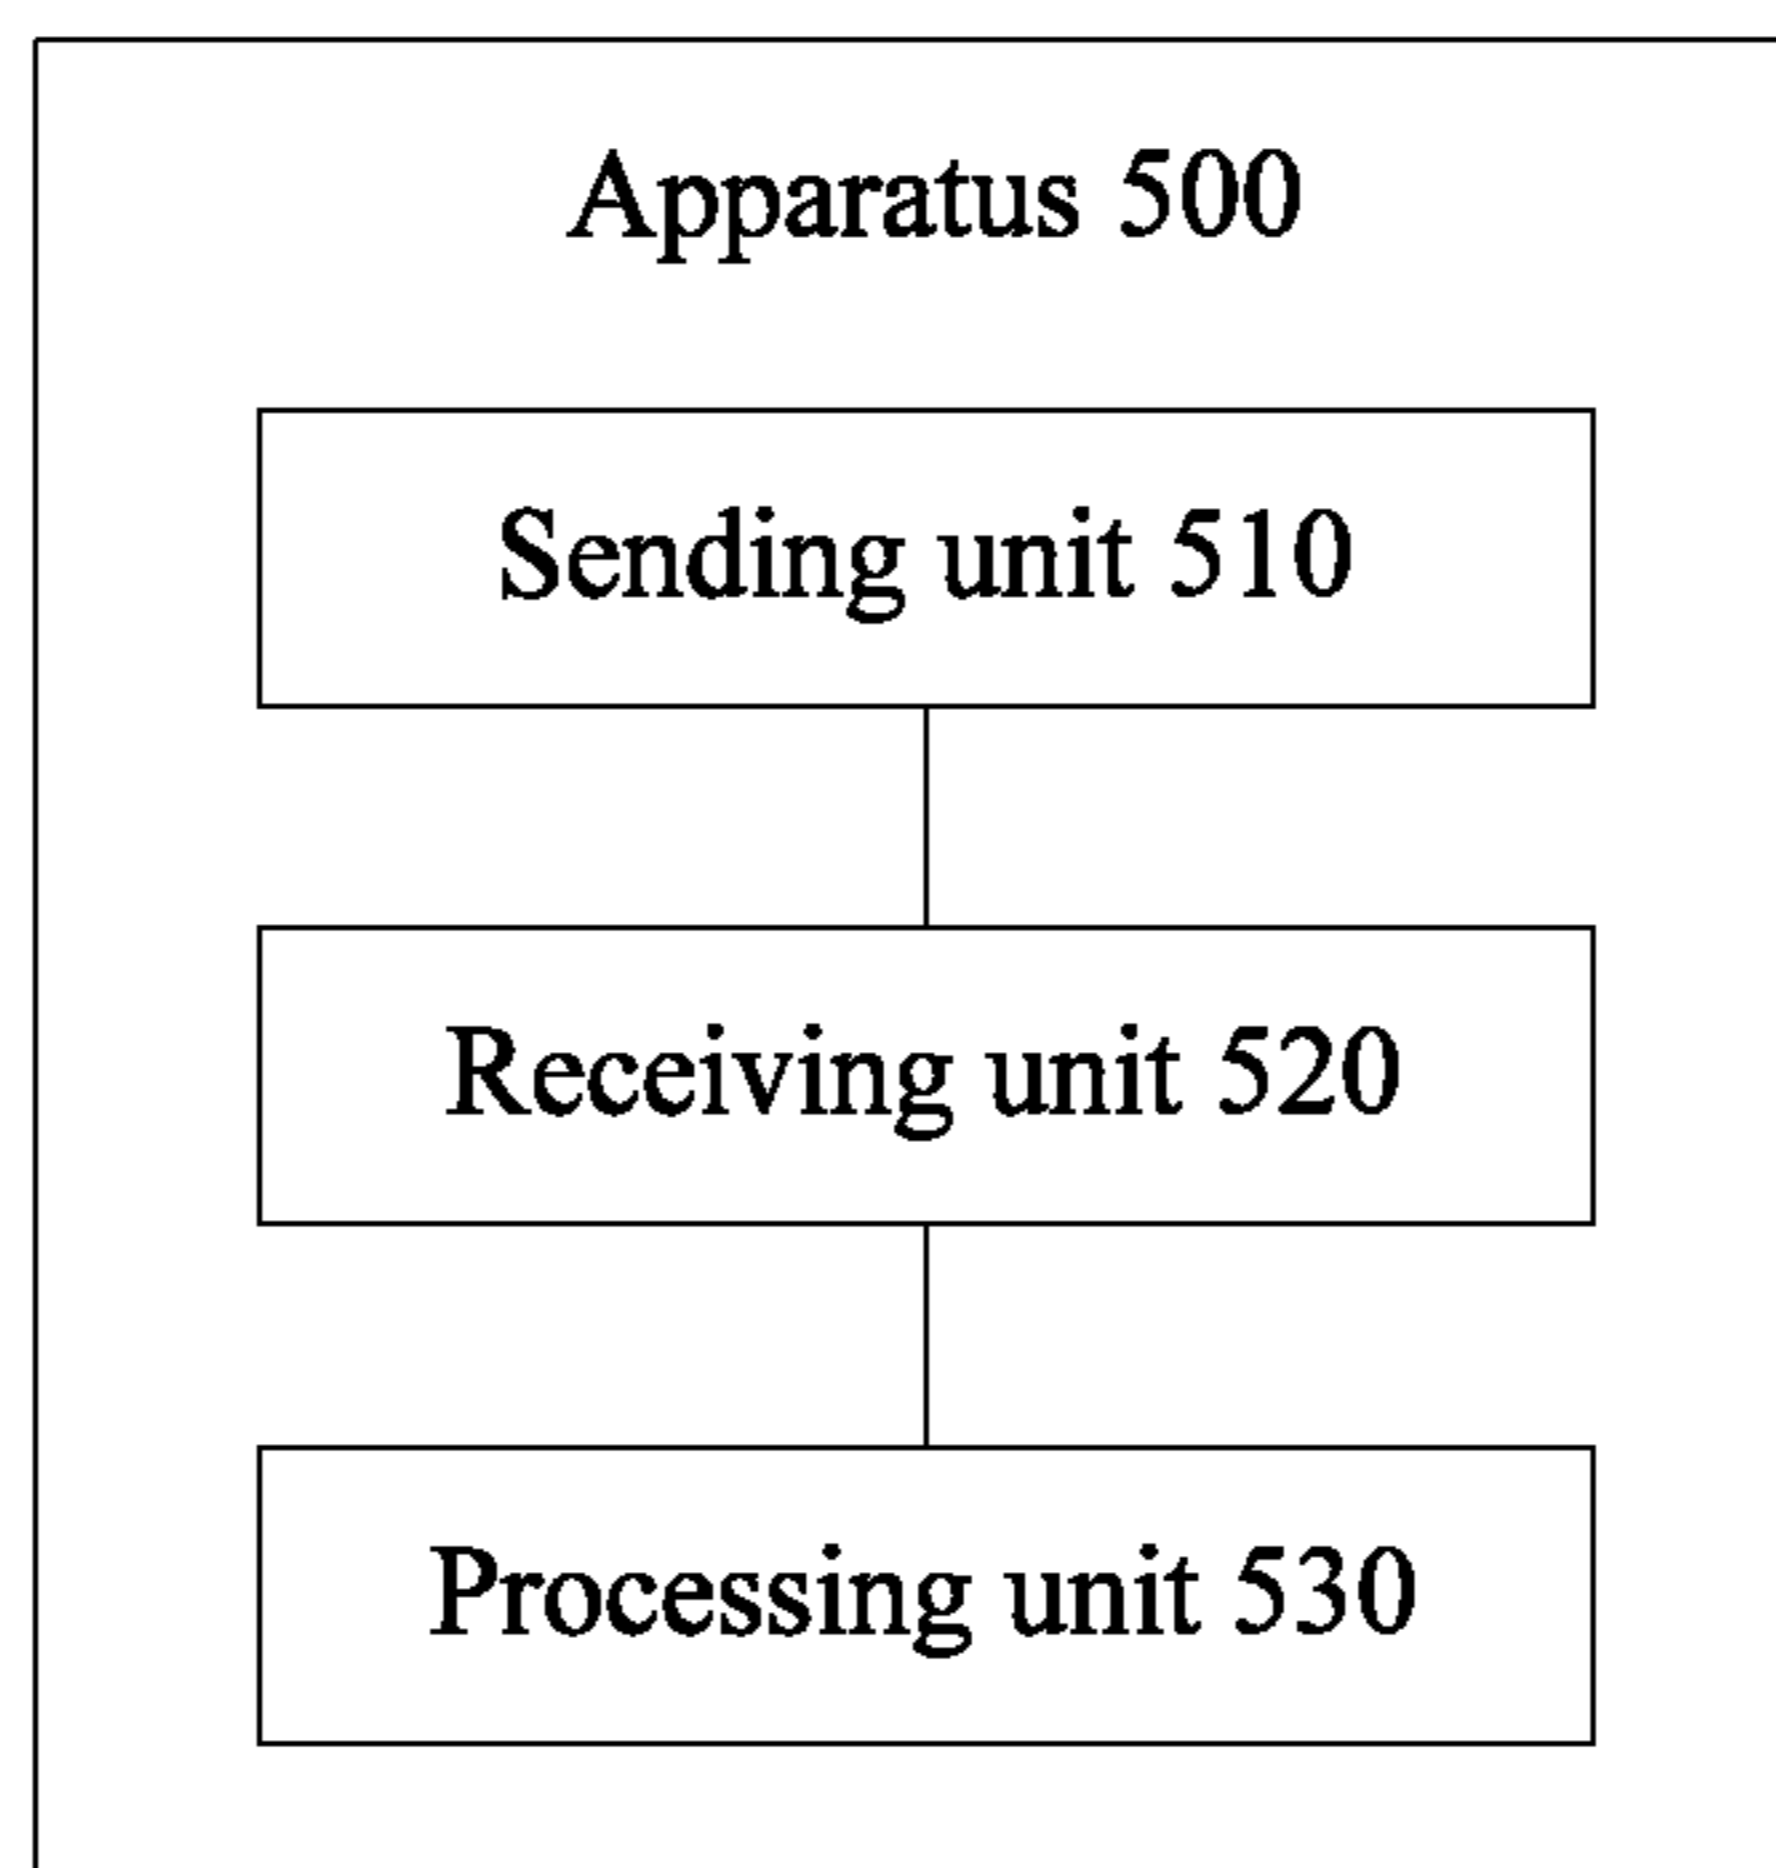 Apparatus 500
Sending unit 510
Receiving unit 520
Processing unit 530